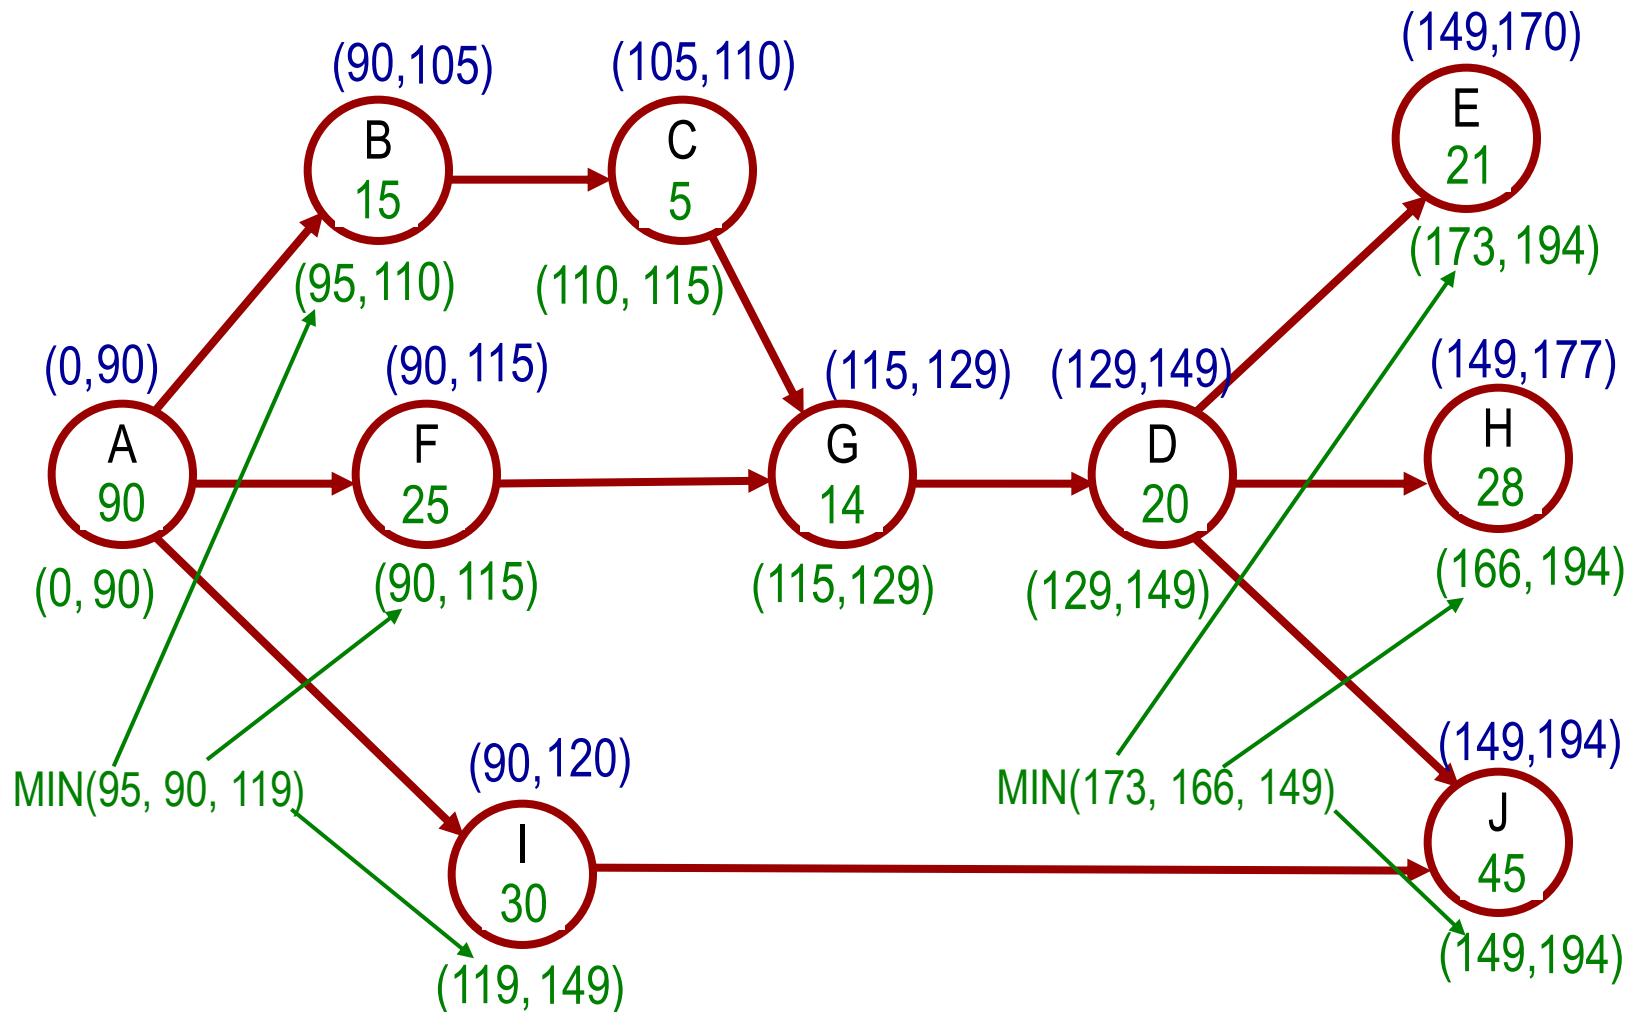 (149,170)
(90,105)
(105,110)
E
21
B
15
C
5
(173, 194)
(95, 110)
(110, 115)
(0,90)
(90, 115)
(115, 129)
(129,149)
(149,177)
A
90
F
25
G
14
D
20
H
28
(0, 90)
(90, 115)
(115,129)
(129,149)
(166, 194)
(90, 120)
(149,194)
MIN(95, 90, 119)
MIN(173, 166, 149)
I
30
J
45
(119, 149)
(149,194)